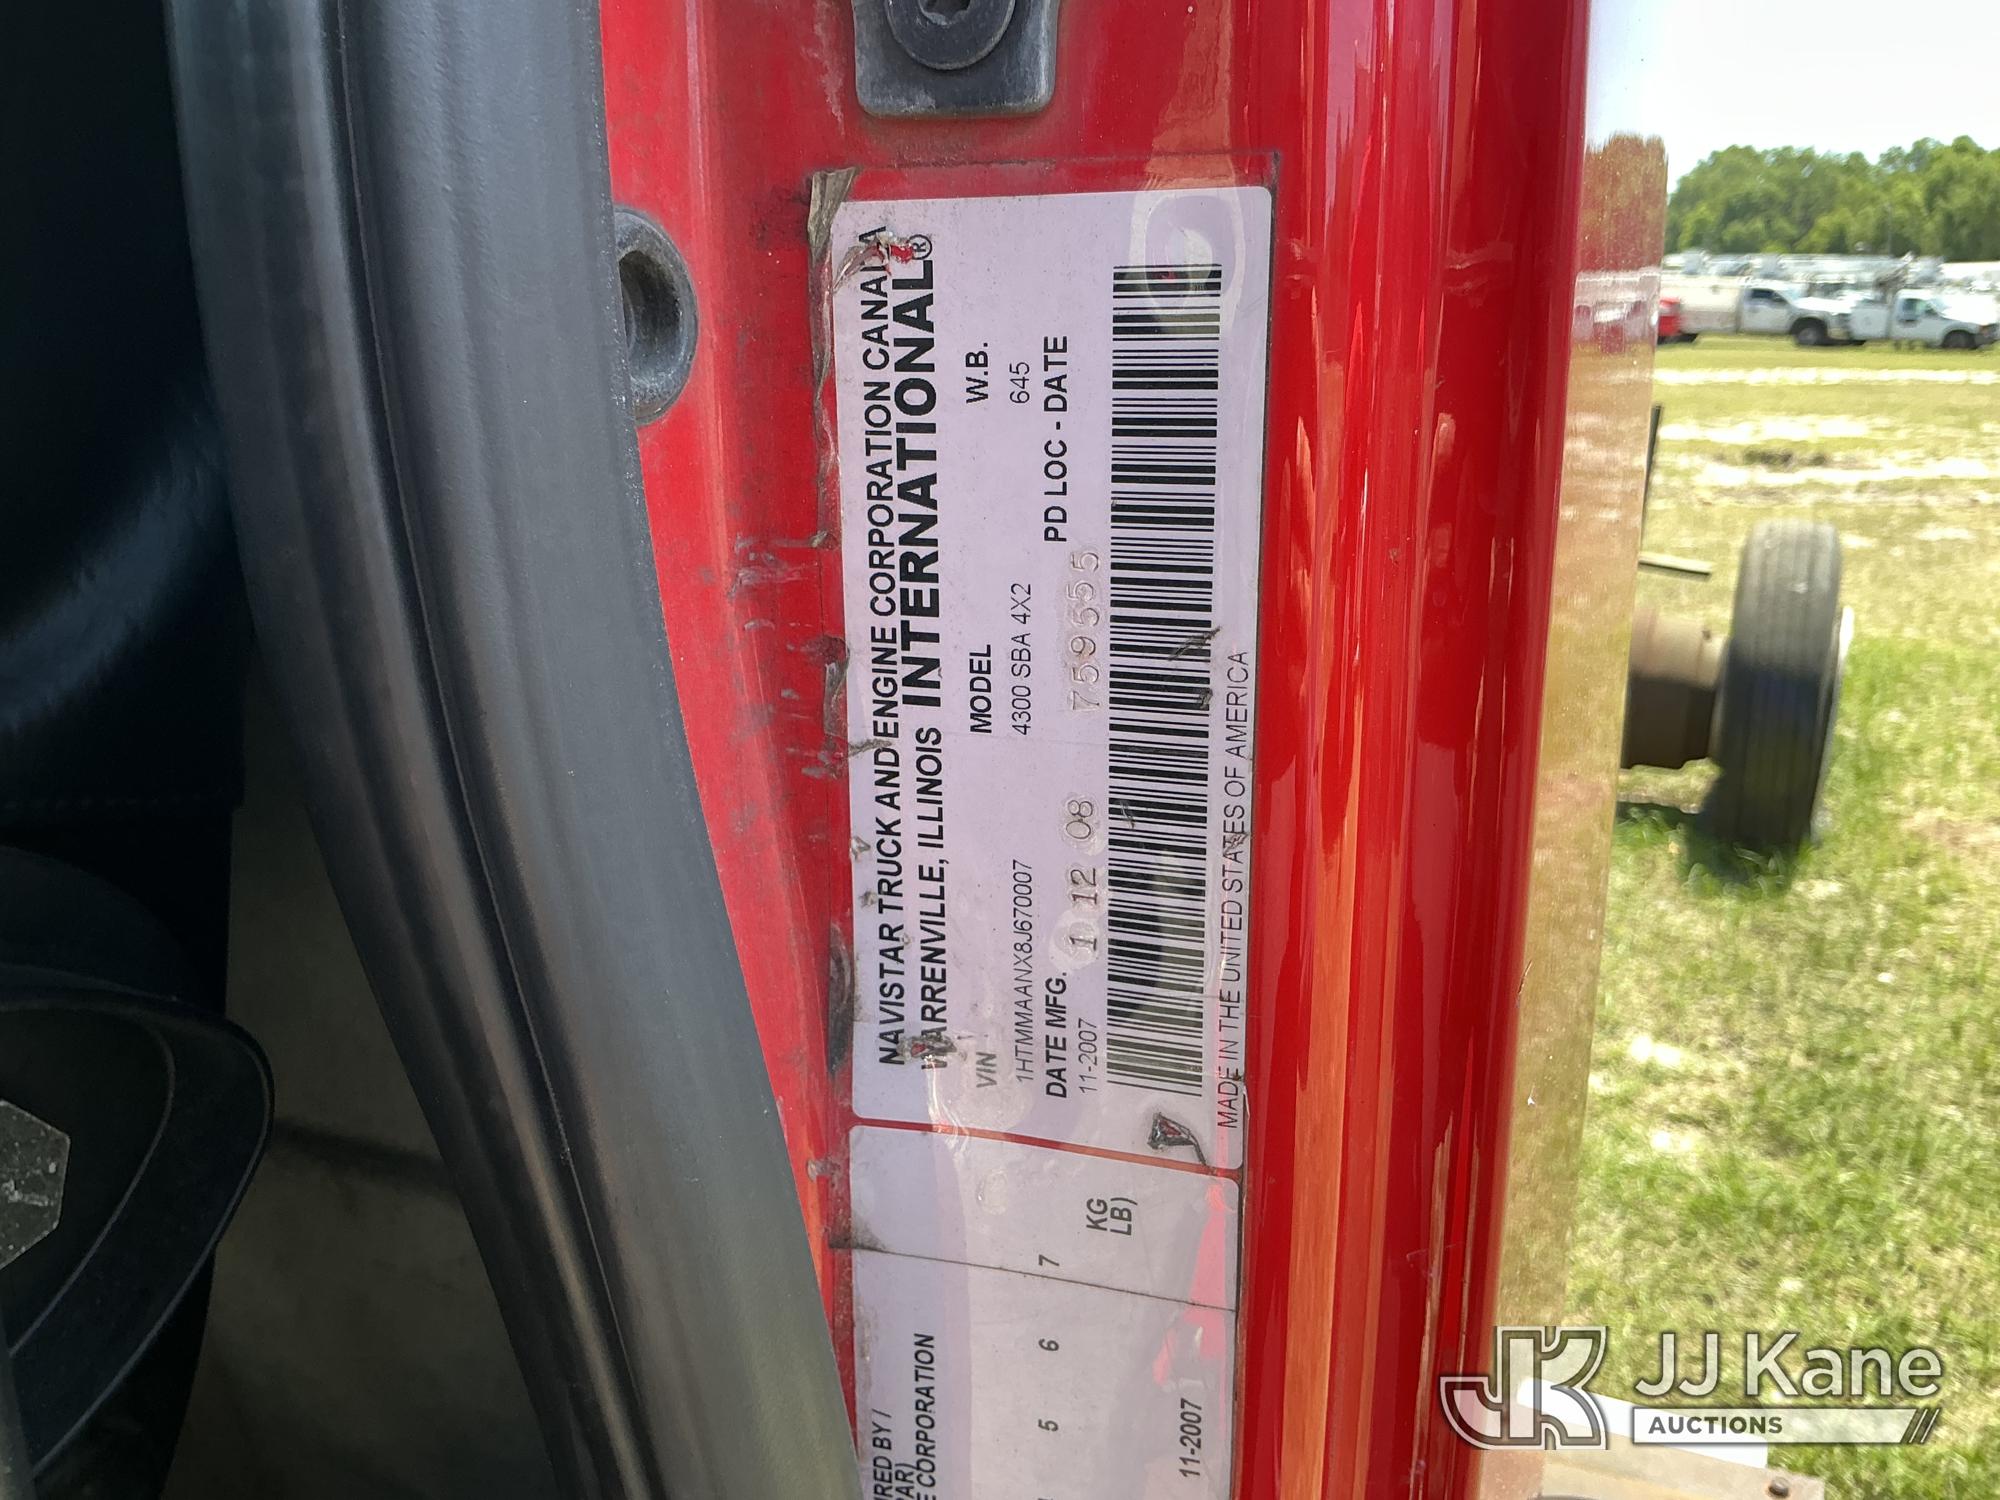 NAVISTAR TRUCK AND ENGINE CORPORATION CANADA
WARRENVILLE, ILLINOIS INTERNATIONAL®
VIN MODEL W.B.
1HTMMAANX8J670007 4300 SBA 4X2 645
DATE MFG. 1 12 08 759555 PD LOC - DATE
11-2007
MADE IN THE UNITED STATES OF AMERICA
CORPORATION
5 6 7
KG
LB)
11-2007
JJ Kane
AUCTIONS